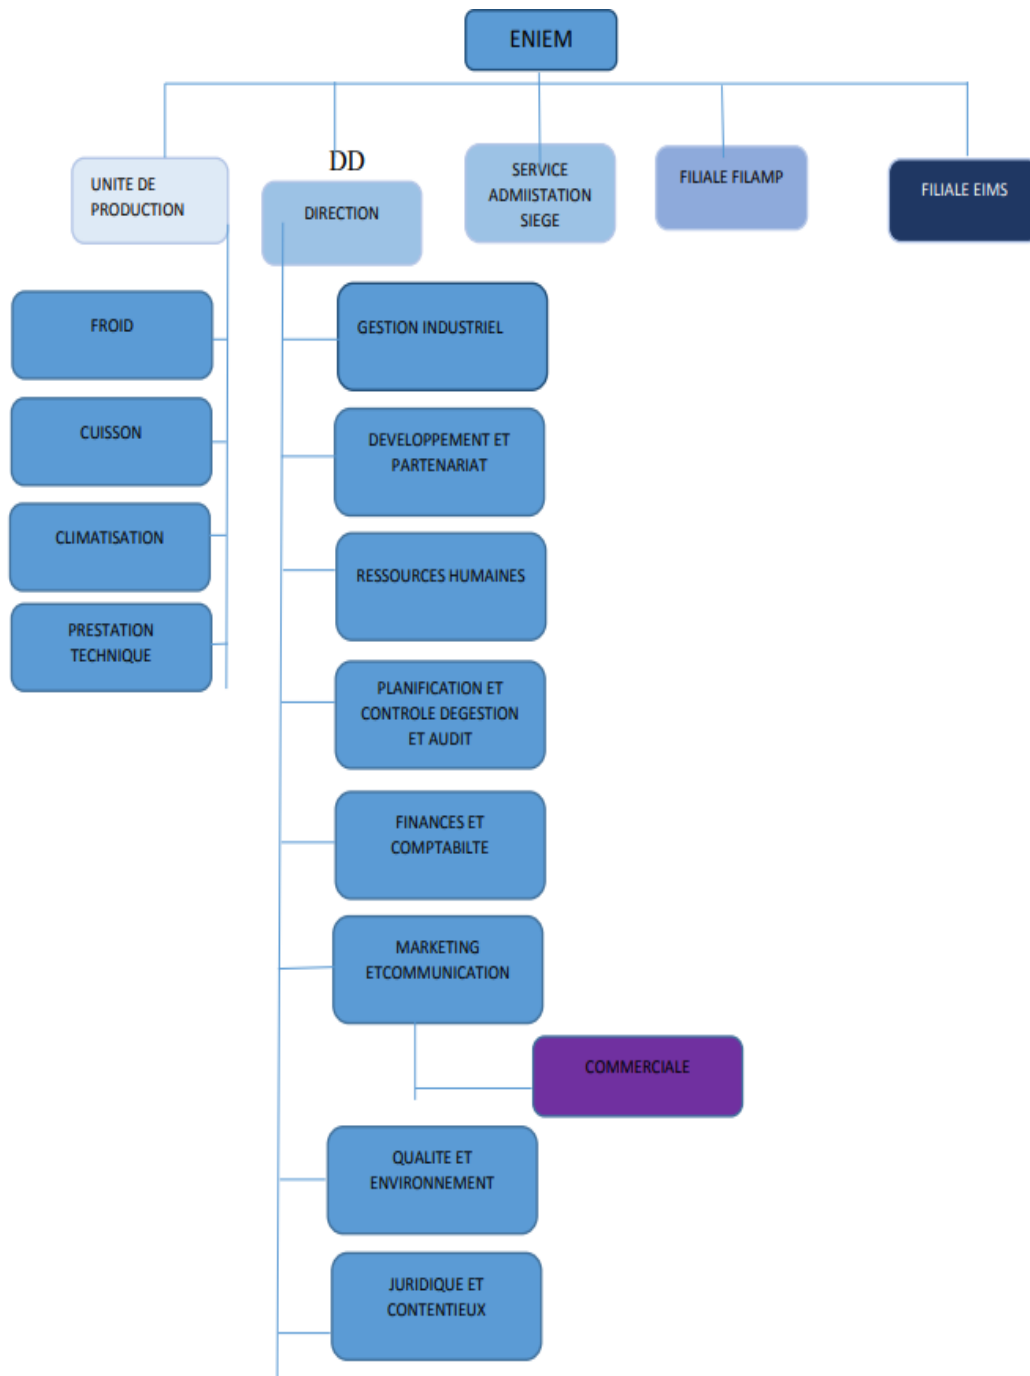 ENIEM
UNITE DE
PRODUCTION
DD
DIRECTION
SERVICE
ADMIISTATION
SIEGE
FILIALE FILAMP
FILIALE EIMS
FROID
CUISSON
CLIMATISATION
PRESTATION
TECHNIQUE
GESTION INDUSTRIEL
DEVELOPPEMENT ET
PARTENARIAT
RESSOURCES HUMAINES
PLANIFICATION ET
CONTROLE DEGESTION
ET AUDIT
FINANCES ET
COMPTABILTE
MARKETING
ETCOMMUNICATION
COMMERCIALE
QUALITE ET
ENVIRONNEMENT
JURIDIQUE ET
CONTENTIEUX